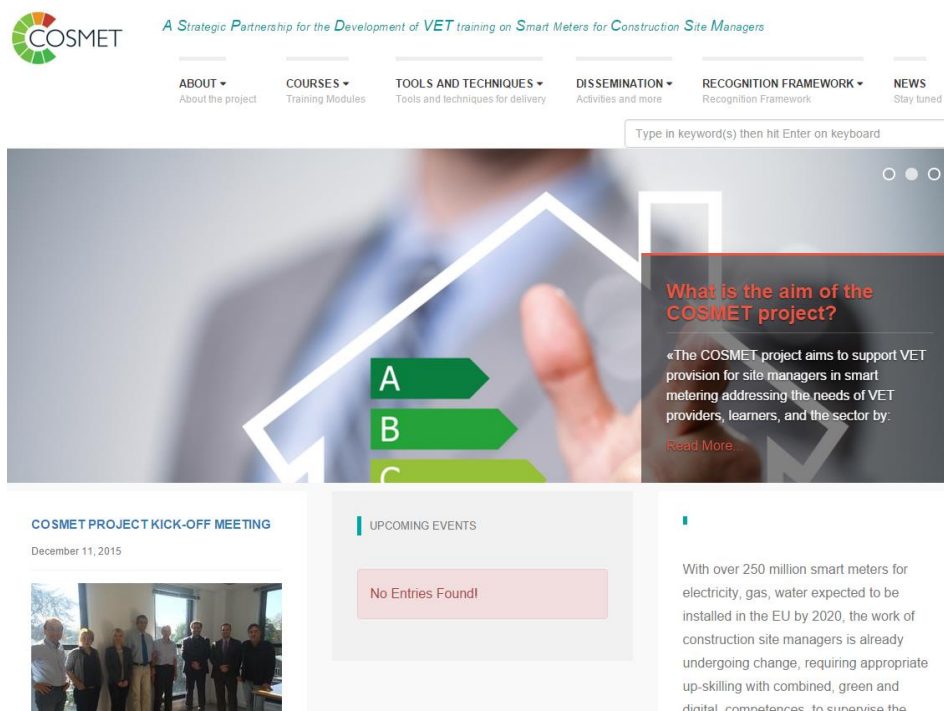 COSMET
A Strategic Partnership for the Development of VET training on Smart Meters for Construction Site Managers
ABOUT
About the project
COURSES
Training Modules
TOOLS AND TECHNIQUES
Tools and techniques for delivery
DISSEMINATION
Activities and more
RECOGNITION FRAMEWORK
Recognition Framework
NEWS
Stay tuned
Type in keyword(s) then hit Enter on keyboard
A
B
C
What is the aim of the
COSMET project?
«The COSMET project aims to support VET
provision for site managers in smart
metering addressing the needs of VET
providers, learners, and the sector by:
Read More...
COSMET PROJECT KICK-OFF MEETING
December 11, 2015
UPCOMING EVENTS
No Entries Found!
With over 250 million smart meters for
electricity, gas, water expected to be
installed in the EU by 2020, the work of
construction site managers is already
undergoing change, requiring appropriate
up-skilling with combined, green and
digital, competences, to supervise the